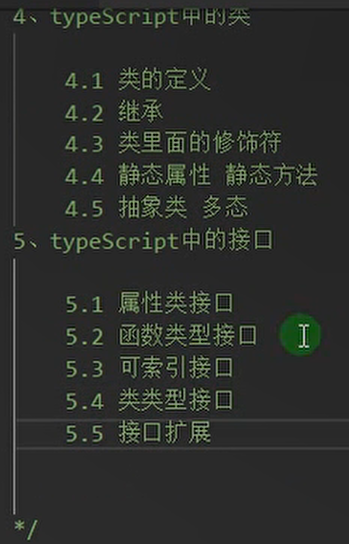 4、typeScript中的类
4.1 类的定义
4.2 继承
4.3 类里面的修饰符
4.4 静态属性 静态方法
4.5 抽象类 多态
5、typeScript中的接口
5.1 属性类接口
5.2 函数类型接口
5.3 可索引接口
5.4 类类型接口
5.5 接口扩展
*/